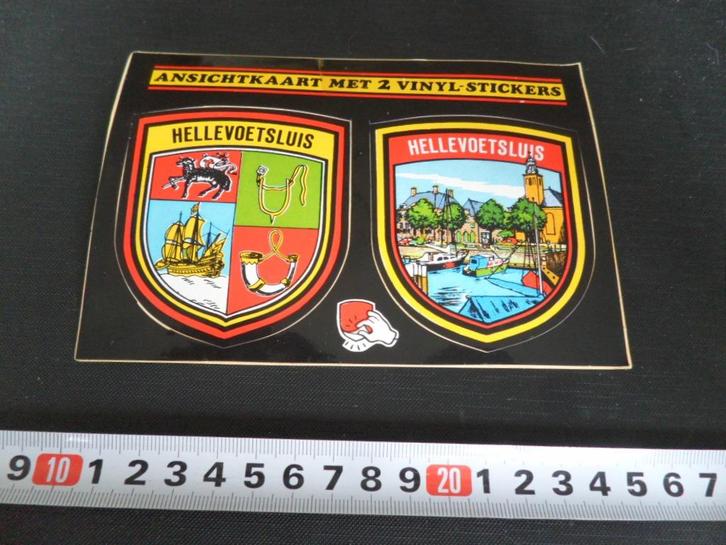 ANSICHTKAART MET 2 VINYL-STICKERS
HELLEVOETSLUIS
HELLEVOETSLUIS
9 10 1 2 3 4 5 6 7 8 9 20 1 2 3 4 5 6 7